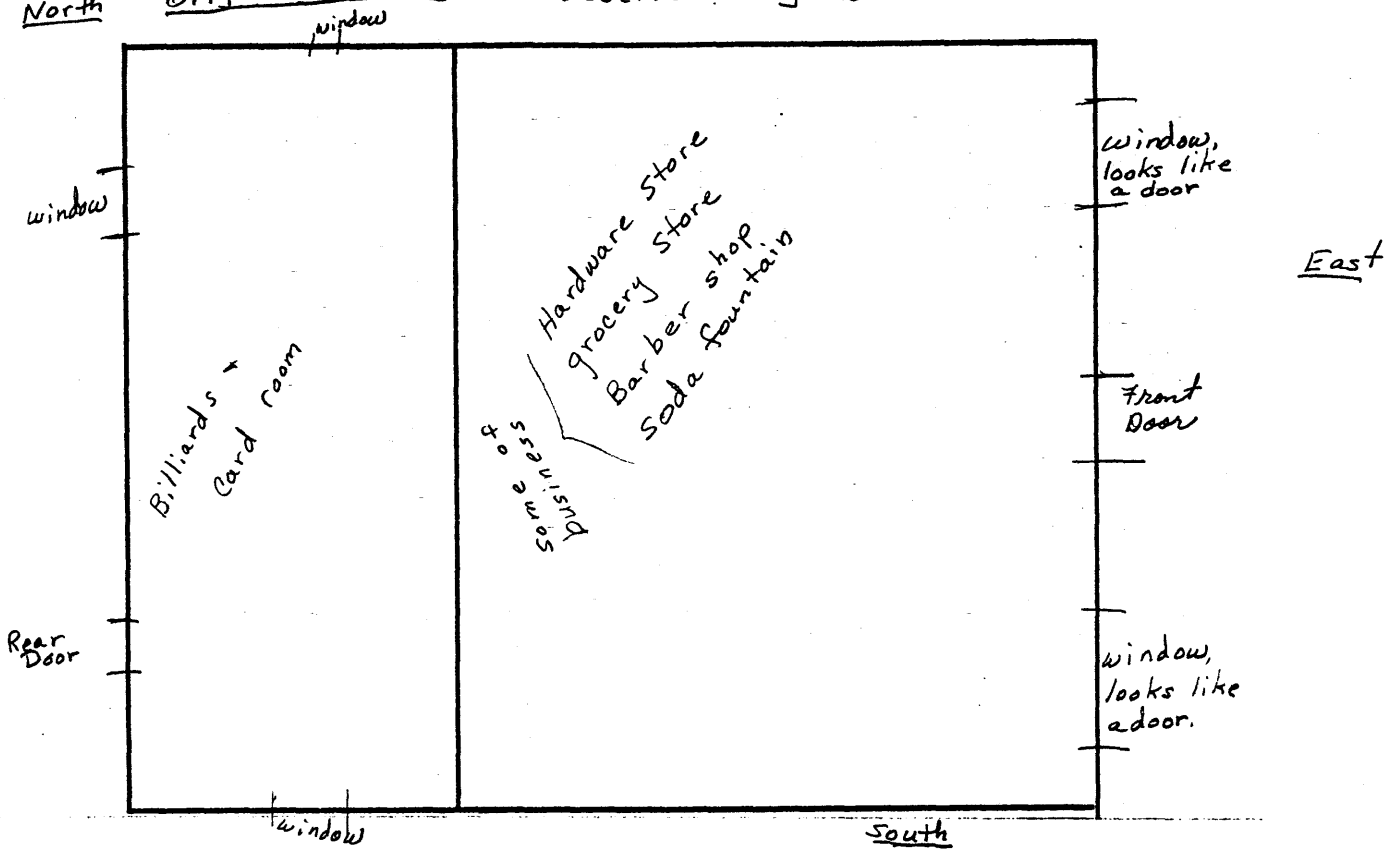 North
window
window,
looks like
a door
window
East
Hardware Store
grocery Store
Barber shop
Soda fountain
some of
business
Billiards +
Card room
Front
Door
Rear
Door
window,
looks like
a door.
window
South